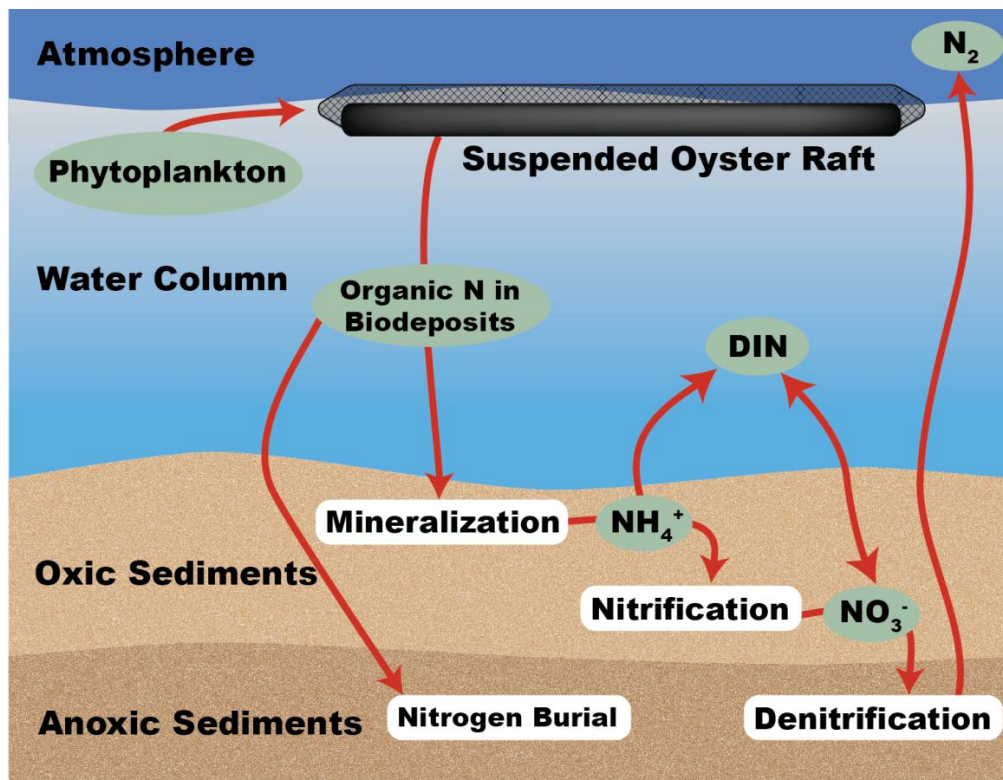 Atmosphere
N₂
Phytoplankton
Suspended Oyster Raft
Water Column
Organic N in
Biodeposits
DIN
Mineralization
NH₄⁺
Oxic Sediments
Nitrification
NO₃⁻
Anoxic Sediments
Nitrogen Burial
Denitrification